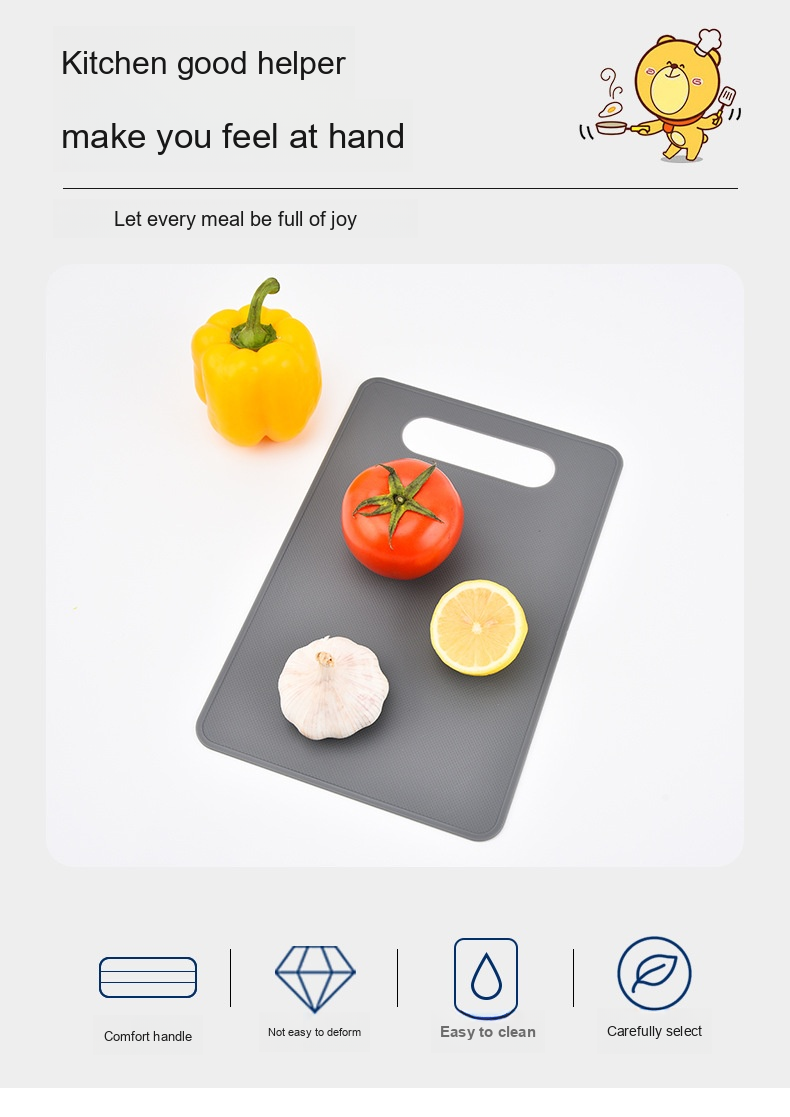 Kitchen good helper
make you feel at hand
Let every meal be full of joy
Comfort handle
Not easy to deform
Easy to clean
Carefully select